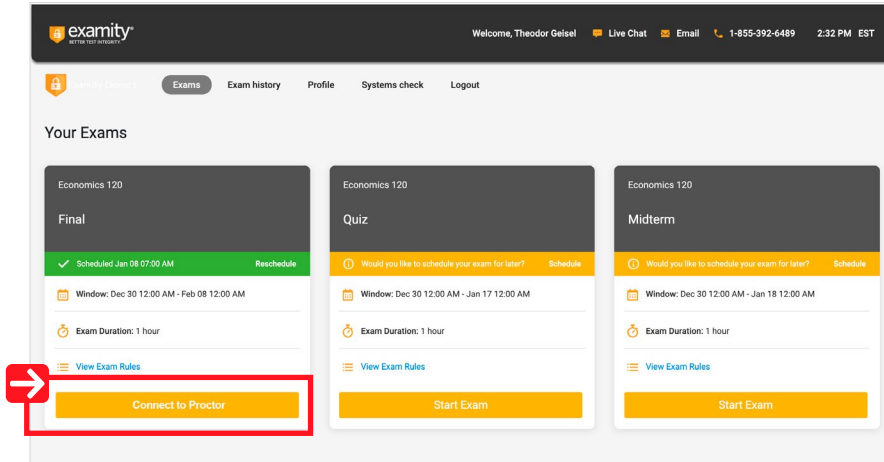 examity
BETTER TEST INTEGRITY.
Welcome, Theodor Geisel Live Chat Email 1-855-392-6489 2:32 PM EST
Exams Exam history Profile Systems check Logout
Your Exams
Economics 120
Final
Scheduled Jan 08 07:00 AM Reschedule
Window: Dec 30 12:00 AM - Feb 08 12:00 AM
Exam Duration: 1 hour
View Exam Rules
Connect to Proctor
Economics 120
Quiz
Would you like to schedule your exam for later? Schedule
Window: Dec 30 12:00 AM - Jan 17 12:00 AM
Exam Duration: 1 hour
View Exam Rules
Start Exam
Economics 120
Midterm
Would you like to schedule your exam for later? Schedule
Window: Dec 30 12:00 AM - Jan 18 12:00 AM
Exam Duration: 1 hour
View Exam Rules
Start Exam